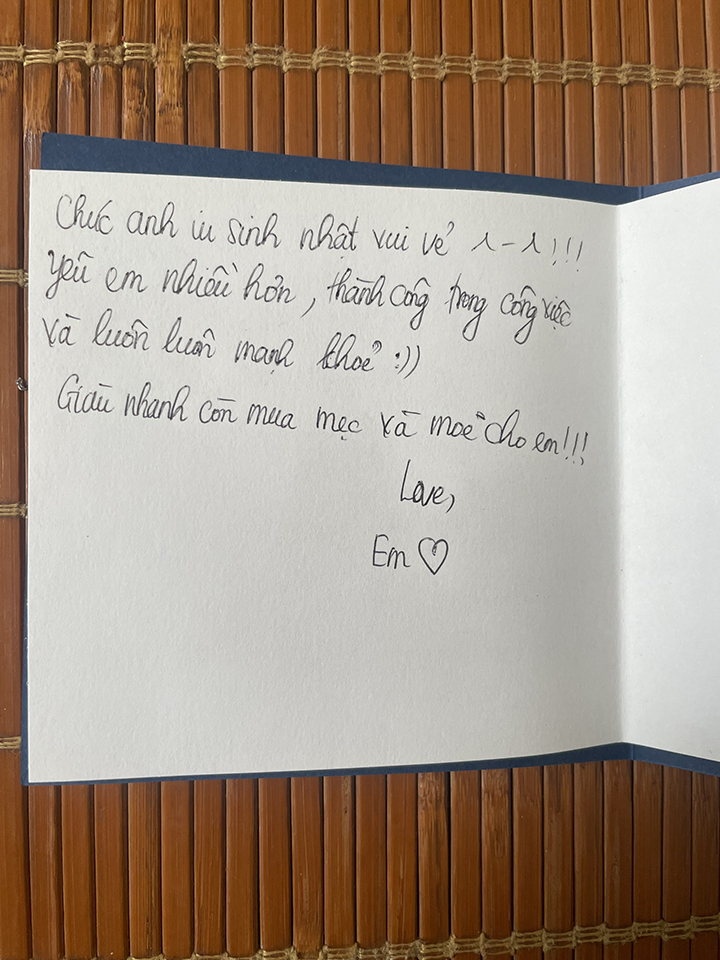 Chúc anh iu sinh nhật vui vẻ ^-^!!!
yêu em nhiều hơn, thành công trong công việc
và luôn luôn mạnh khoẻ :))
Giàu nhanh còn mua mẹc và moè cho em!!!
Love,
Em ♡